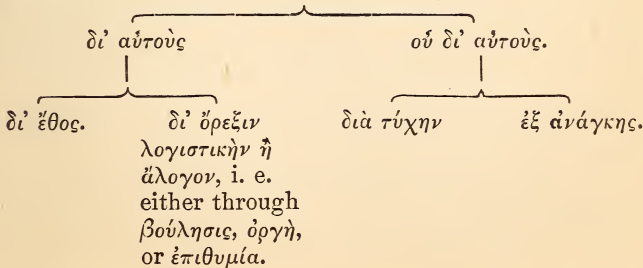 δι’ αὑτοὺς οὐ δι’ αὑτούς.
δι’ ἔθος. δι’ ὄρεξιν διὰ τύχην ἐξ ἀνάγκης.
λογιστικὴν ἢ
ἄλογον, i. e.
either through
βούλησις, ὀργὴ,
or ἐπιθυμία.